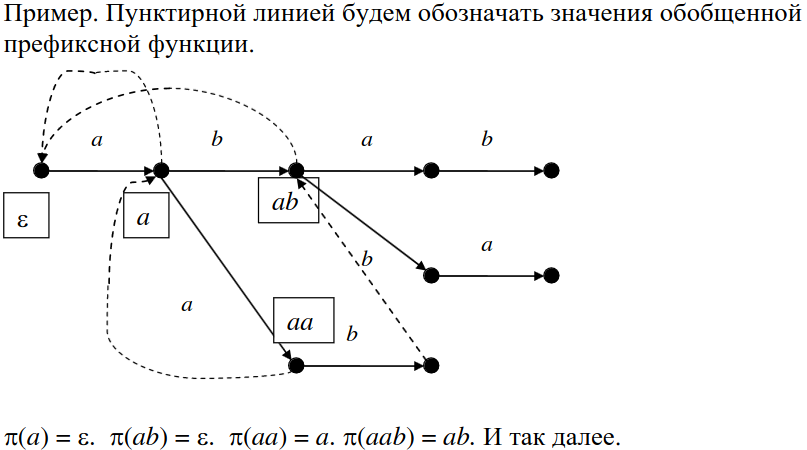 Пример. Пунктирной линией будем обозначать значения обобщенной
префиксной функции.
a b a b
ε a ab
b a
a aa b
π(a) = ε. π(ab) = ε. π(aa) = a. π(aab) = ab. И так далее.